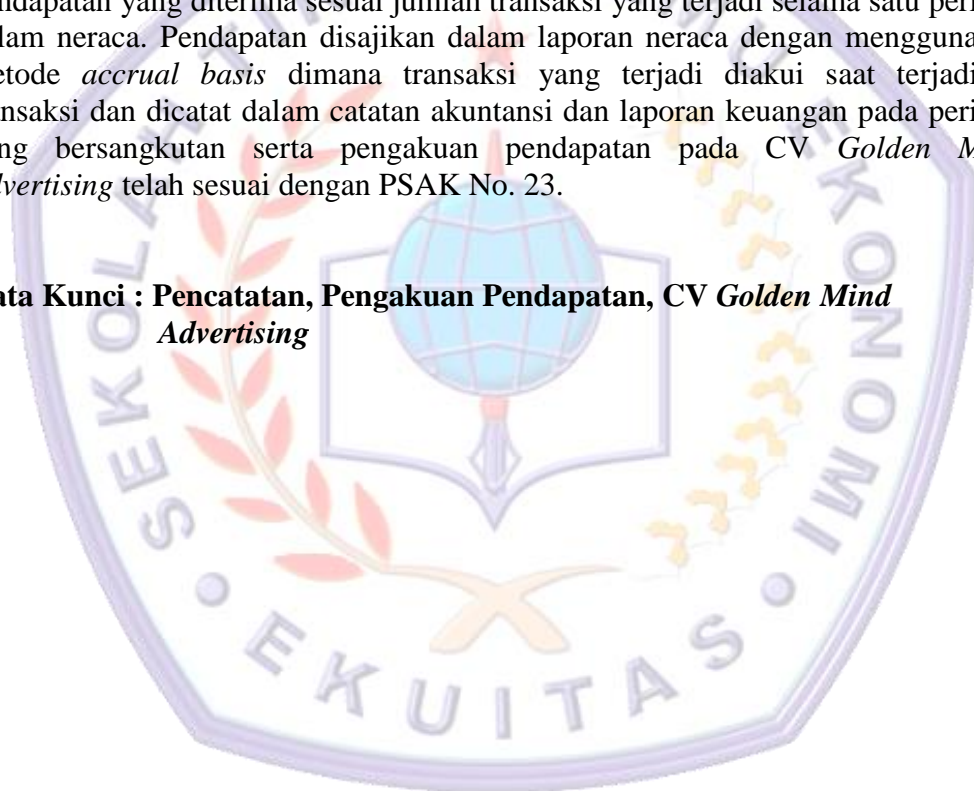 ndapatan yang diterima sesuai jumlah transaksi yang terjadi selama satu peri
lam neraca. Pendapatan disajikan dalam laporan neraca dengan mengguna
etode accrual basis dimana transaksi yang terjadi diakui saat terjadi
nsaksi dan dicatat dalam catatan akuntansi dan laporan keuangan pada peri
ng bersangkutan serta pengakuan pendapatan pada CV Golden M
dvertising telah sesuai dengan PSAK No. 23.
ata Kunci : Pencatatan, Pengakuan Pendapatan, CV Golden Mind
Advertising
SEKOLA
EKONOMI
EKUITAS